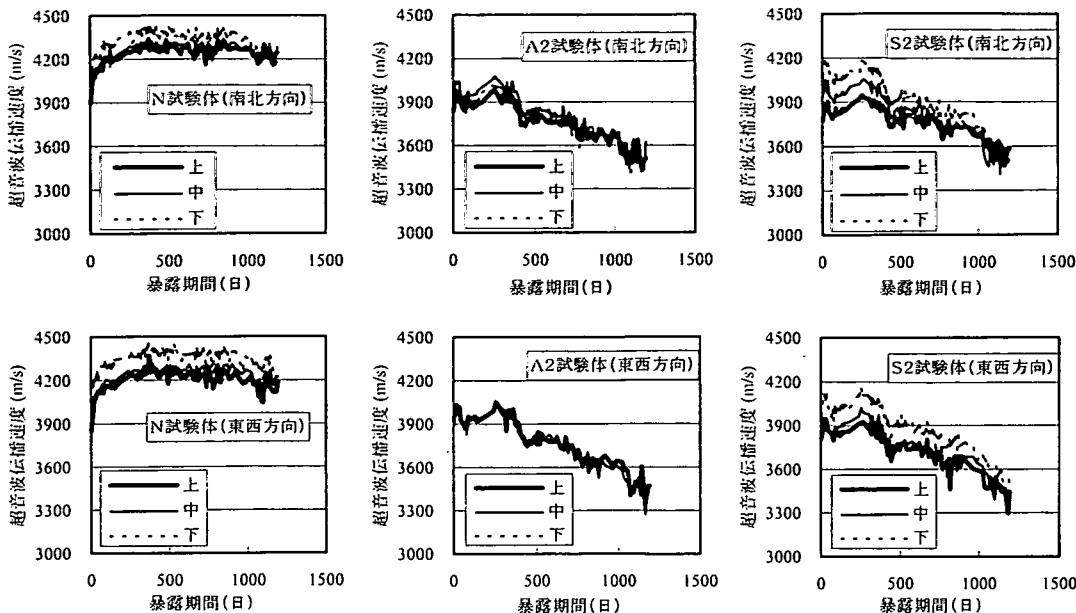 超音波伝播速度 (m/s)
4500
4200
3900
3600
3300
3000
N試験体(南北方向)
上
中
下
0 500 1000 1500
暴露期間(日)
超音波伝播速度 (m/s)
4500
4200
3900
3600
3300
3000
A2試験体(南北方向)
上
中
下
0 500 1000 1500
暴露期間(日)
超音波伝播速度 (m/s)
4500
4200
3900
3600
3300
3000
S2試験体(南北方向)
上
中
下
0 500 1000 1500
暴露期間(日)
超音波伝播速度 (m/s)
4500
4200
3900
3600
3300
3000
N試験体(東西方向)
上
中
下
0 500 1000 1500
暴露期間(日)
超音波伝播速度 (m/s)
4500
4200
3900
3600
3300
3000
A2試験体(東西方向)
上
中
下
0 500 1000 1500
暴露期間(日)
超音波伝播速度 (m/s)
4500
4200
3900
3600
3300
3000
S2試験体(東西方向)
上
中
下
0 500 1000 1500
暴露期間(日)